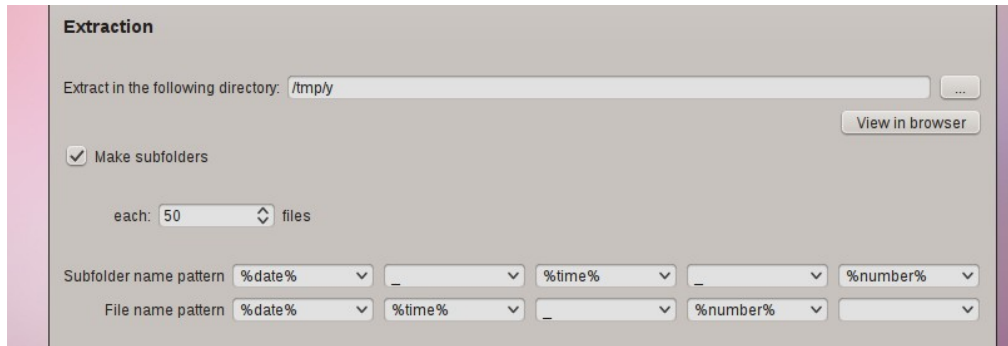 Extraction
Extract in the following directory: /tmp/y ...
View in browser
Make subfolders
each: 50 files
Subfolder name pattern %date% _ %time% _ %number%
File name pattern %date% %time% _ %number%